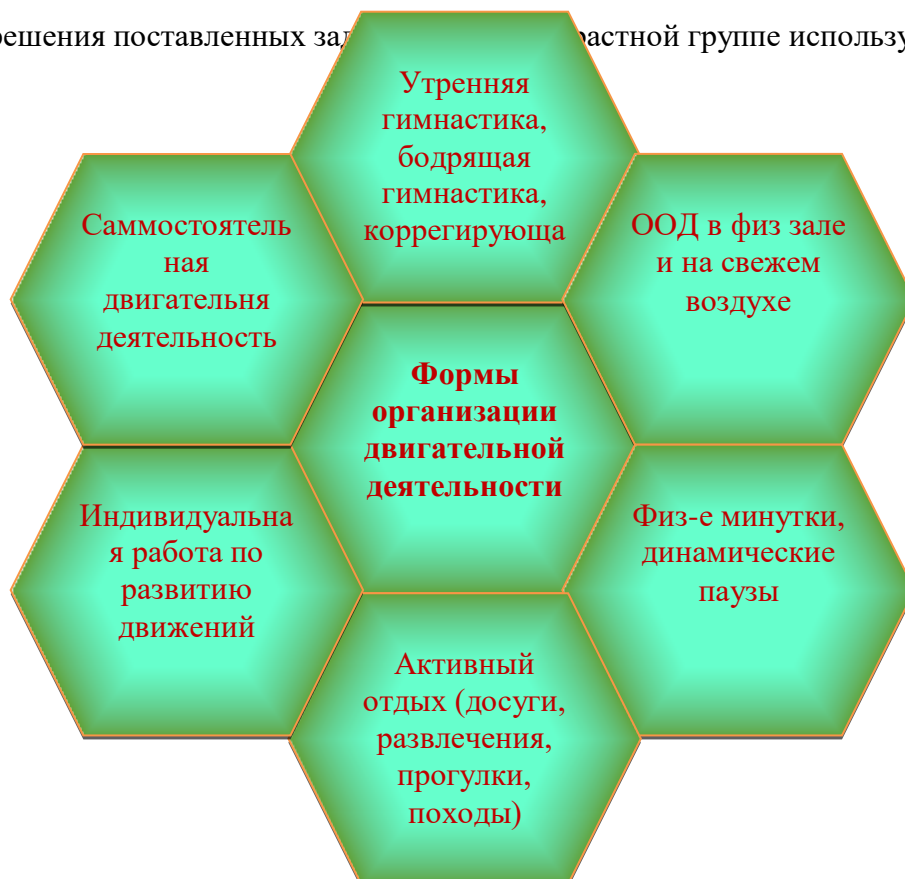 решения поставленных зад растной группе использу
Утренняя
гимнастика,
бодрящая
гимнастика,
коррегирующа
Саммостоятель
ная
двигательня
деятельность
ООД в физ зале
и на свежем
воздухе
Формы
организации
двигательной
деятельности
Индивидуальна
я работа по
развитию
движений
Физ-е минутки,
динамические
паузы
Активный
отдых (досуги,
развлечения,
прогулки,
походы)